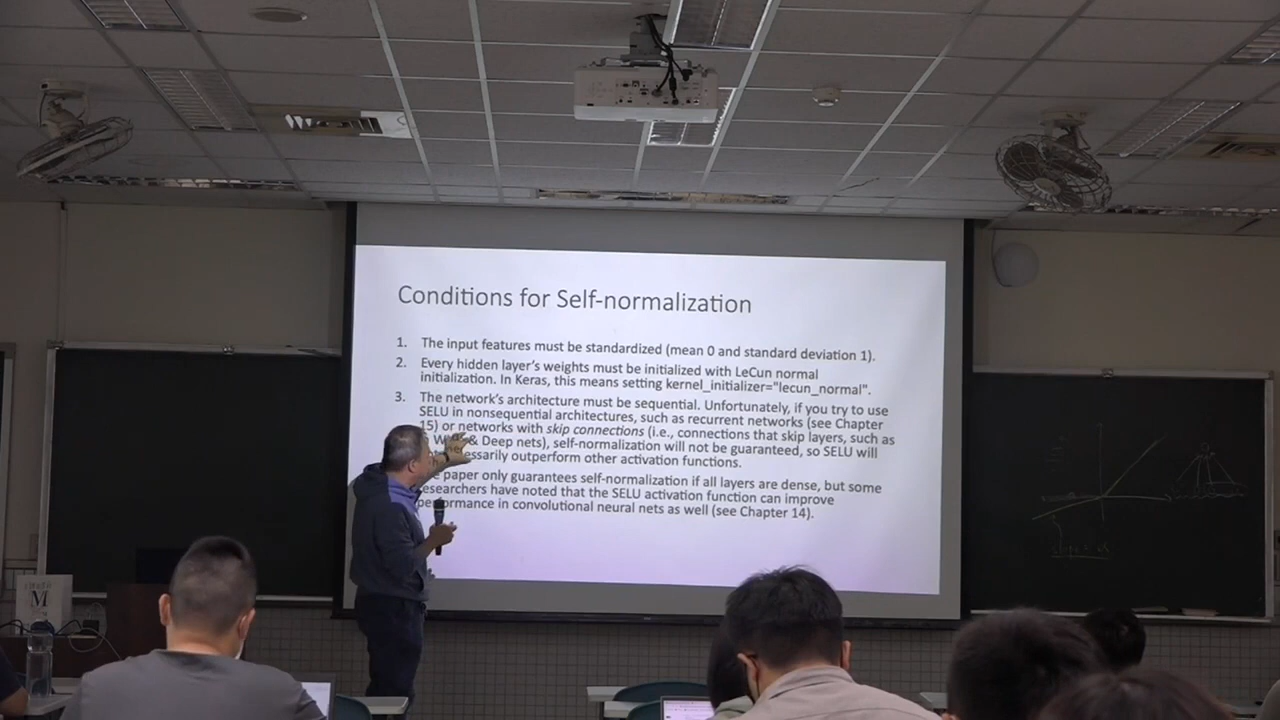 Conditions for Self-normalization
1. The input features must be standardized (mean 0 and standard deviation 1).
2. Every hidden layer's weights must be initialized with LeCun normal
initialization. In Keras, this means setting kernel_initializer="lecun_normal".
3. The network's architecture must be sequential. Unfortunately, if you try to use
SELU in nonsequential architectures, such as recurrent networks (see Chapter
15) or networks with skip connections (i.e., connections that skip layers, such as
& Deep nets), self-normalization will not be guaranteed, so SELU will
necessarily outperform other activation functions.
paper only guarantees self-normalization if all layers are dense, but some
researchers have noted that the SELU activation function can improve
performance in convolutional neural nets as well (see Chapter 14).
M